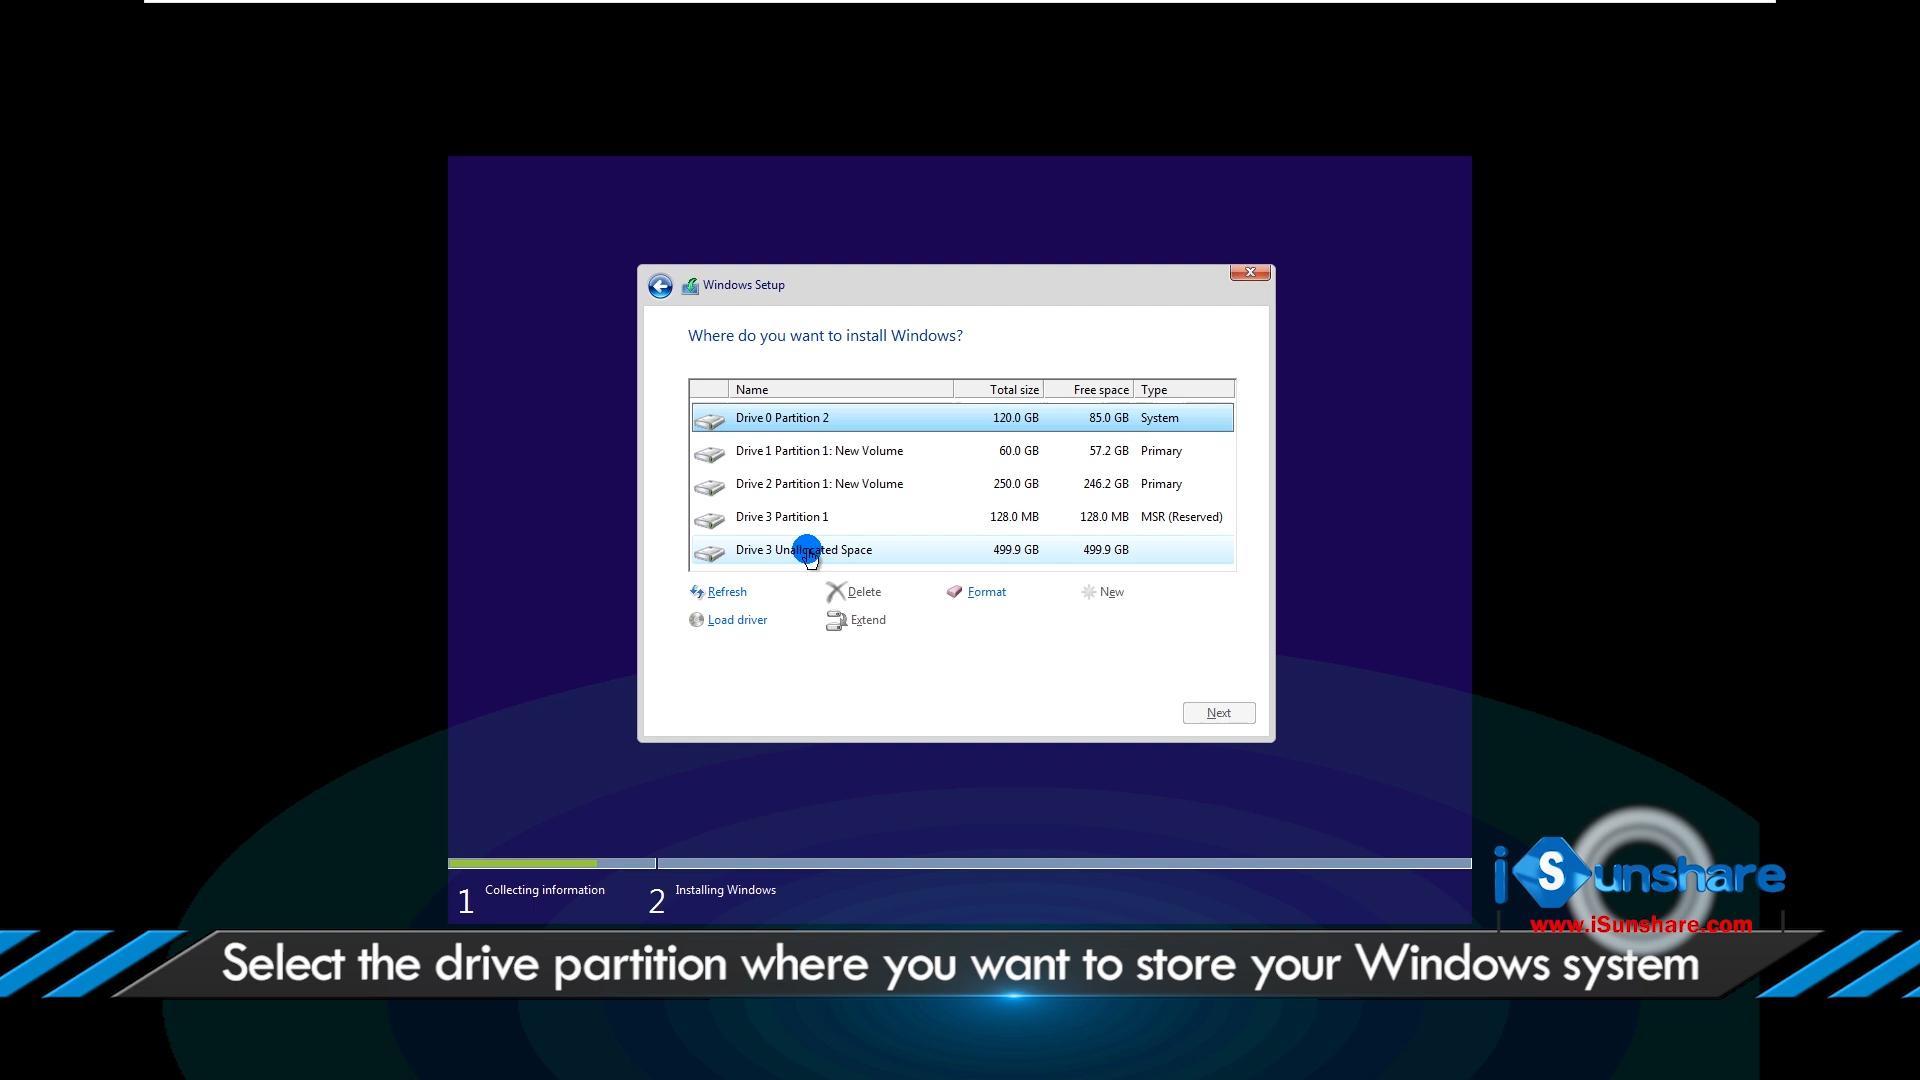 Windows Setup
Where do you want to install Windows?
Name Total size Free space Type
Drive 0 Partition 2 120.0 GB 85.0 GB System
Drive 1 Partition 1: New Volume 60.0 GB 57.2 GB Primary
Drive 2 Partition 1: New Volume 250.0 GB 246.2 GB Primary
Drive 3 Partition 1 128.0 MB 128.0 MB MSR (Reserved)
Drive 3 Unallocated Space 499.9 GB 499.9 GB
Refresh Delete Format New
Load driver Extend
Next
1 Collecting information 2 Installing Windows
iSunshare
www.iSunshare.com
Select the drive partition where you want to store your Windows system